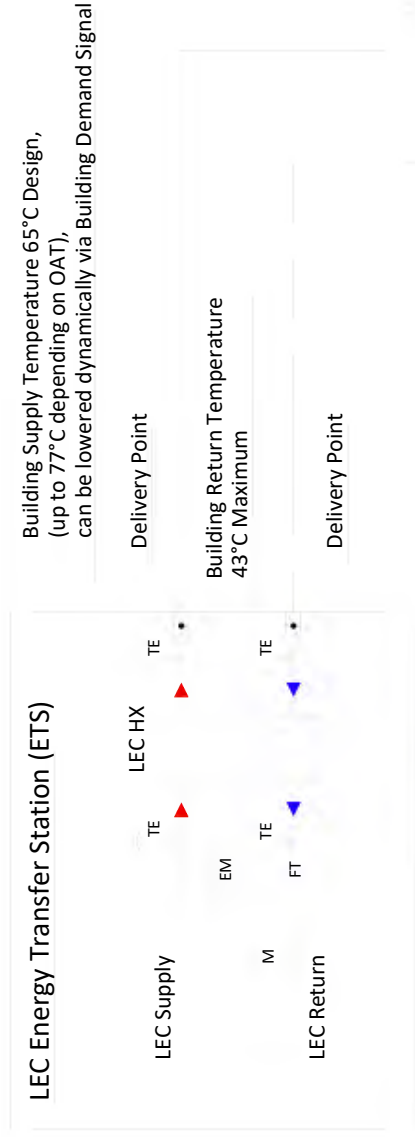 LEC Energy Transfer Station (ETS)
Building Supply Temperature 65°C Design,
(up to 77°C depending on OAT),
can be lowered dynamically via Building Demand Signal
LEC Supply
TE
LEC HX
TE
Delivery Point
EM
Building Return Temperature
43°C Maximum
M
TE
TE
FT
LEC Return
Delivery Point